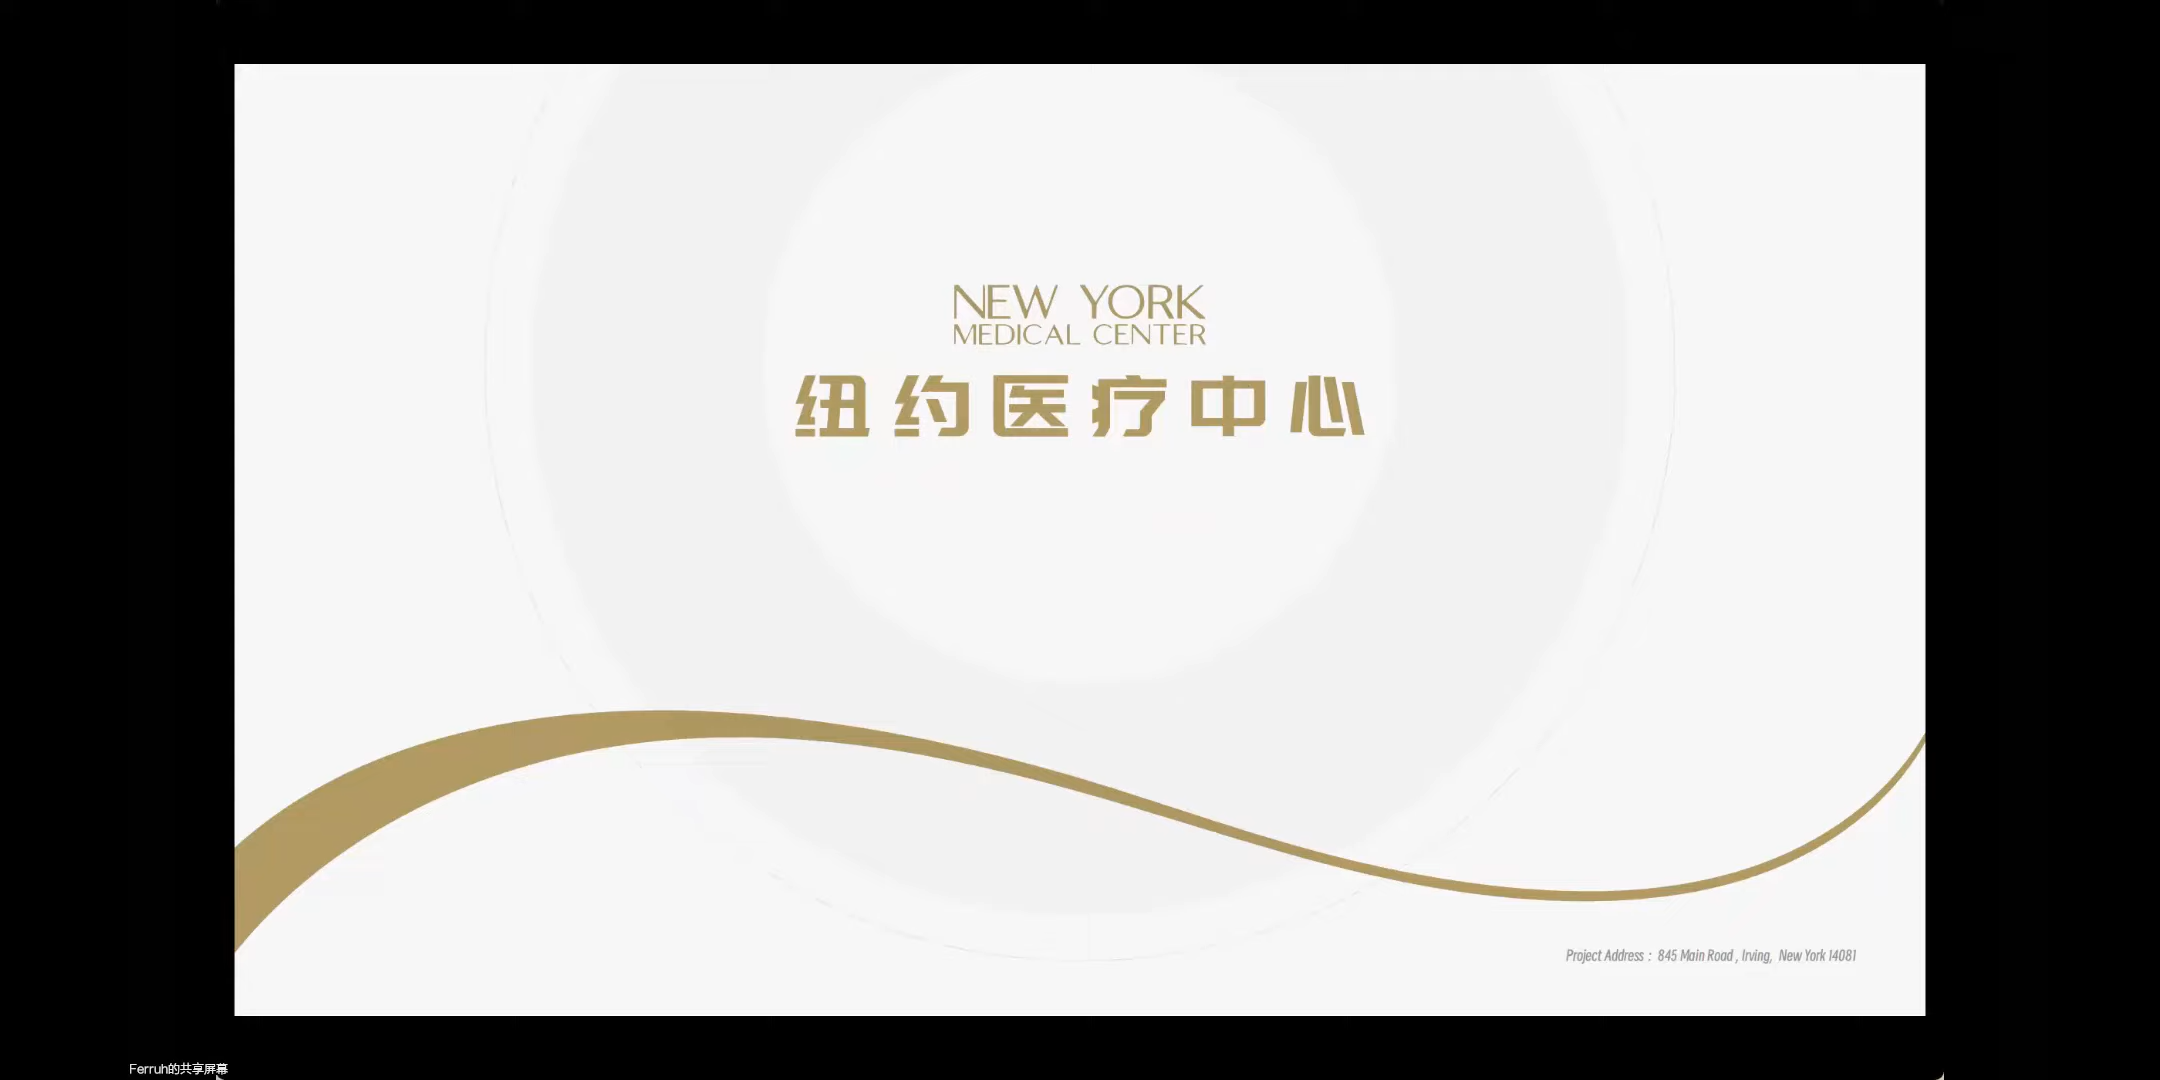 NEW YORK
MEDICAL CENTER
纽约医疗中心
Project Address : 845 Main Road , Irving, New York 14081
Ferruh的共享屏幕